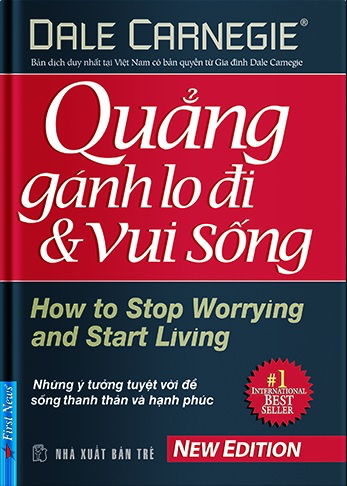 DALE CARNEGIE®
Bản dịch duy nhất tại Việt Nam có bản quyền từ Gia đình Dale Carnegie
Quẳng
gánh lo đi
& vui sống
How to Stop Worrying
and Start Living
Những ý tưởng tuyệt vời để
sống thanh thản và hạnh phúc
#1
INTERNATIONAL
BEST
SELLER
First News
NHÀ XUẤT BẢN TRẺ
NEW EDITION